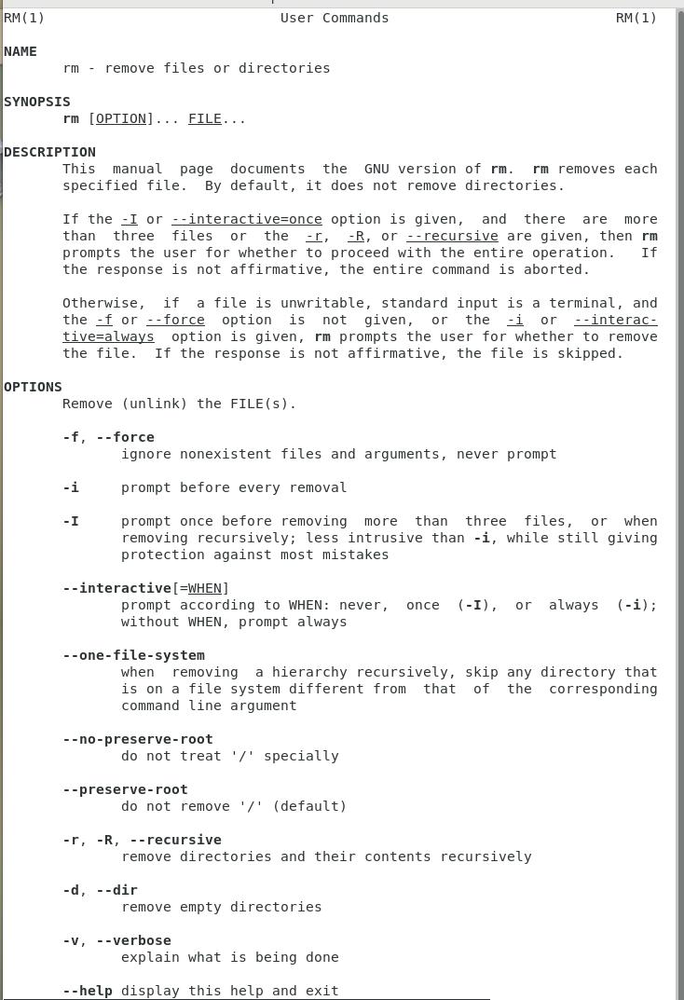 RM(1) User Commands RM(1)
NAME
rm - remove files or directories
SYNOPSIS
rm [OPTION]... FILE...
DESCRIPTION
This manual page documents the GNU version of rm. rm removes each
specified file. By default, it does not remove directories.
If the -I or --interactive=once option is given, and there are more
than three files or the -r, -R, or --recursive are given, then rm
prompts the user for whether to proceed with the entire operation. If
the response is not affirmative, the entire command is aborted.
Otherwise, if a file is unwritable, standard input is a terminal, and
the -f or --force option is not given, or the -i or --interac-
tive=always option is given, rm prompts the user for whether to remove
the file. If the response is not affirmative, the file is skipped.
OPTIONS
Remove (unlink) the FILE(s).
-f, --force
ignore nonexistent files and arguments, never prompt
-i prompt before every removal
-I prompt once before removing more than three files, or when
removing recursively; less intrusive than -i, while still giving
protection against most mistakes
--interactive[=WHEN]
prompt according to WHEN: never, once (-I), or always (-i);
without WHEN, prompt always
--one-file-system
when removing a hierarchy recursively, skip any directory that
is on a file system different from that of the corresponding
command line argument
--no-preserve-root
do not treat '/' specially
--preserve-root
do not remove '/' (default)
-r, -R, --recursive
remove directories and their contents recursively
-d, --dir
remove empty directories
-v, --verbose
explain what is being done
--help display this help and exit